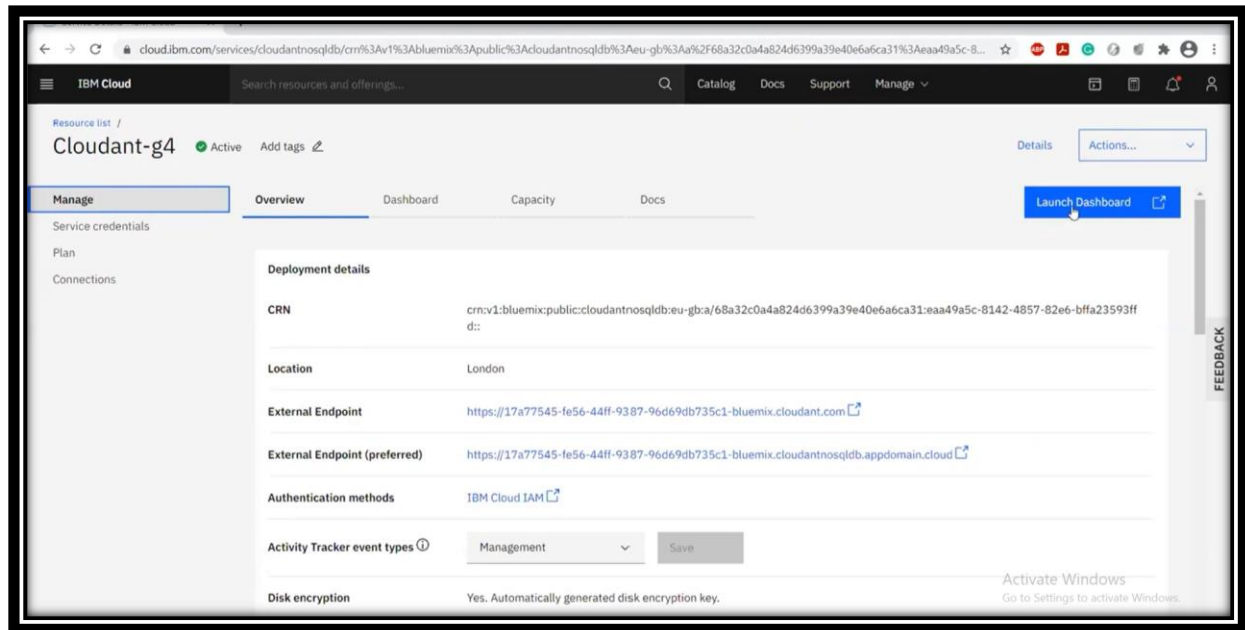 cloud.ibm.com/services/cloudantnosqldb/crn%3Av1%3Abluemix%3Apublic%3Acloudantnosqldb%3Aeu-gb%3Aa%2F68a32c0a4a824d6399a39e40e6a6ca31%3Aeaa49a5c-8...
ABP
IBM Cloud Search resources and offerings... Catalog Docs Support Manage
Resource list /
Cloudant-g4 Active Add tags Details Actions...
Manage Overview Dashboard Capacity Docs Launch Dashboard
Service credentials
Plan
Connections
Deployment details
CRN crn:v1:bluemix:public:cloudantnosqldb:eu-gb:a/68a32c0a4a824d6399a39e40e6a6ca31:eaa49a5c-8142-4857-82e6-bffa23593ff
d::
Location London
External Endpoint https://17a77545-fe56-44ff-9387-96d69db735c1-bluemix.cloudant.com
External Endpoint (preferred) https://17a77545-fe56-44ff-9387-96d69db735c1-bluemix.cloudantnosqldb.appdomain.cloud
Authentication methods IBM Cloud IAM
Activity Tracker event types Management Save
Disk encryption Yes. Automatically generated disk encryption key.
FEEDBACK
Activate Windows
Go to Settings to activate Windows.